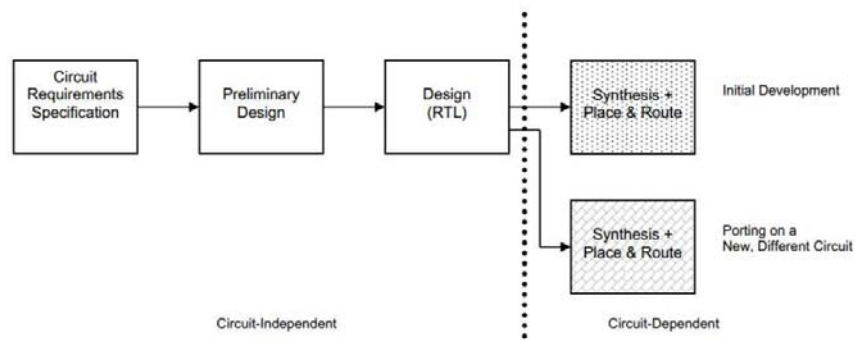 Circuit
Requirements
Specification
Preliminary
Design
Design
(RTL)
Synthesis +
Place & Route
Initial Development
Synthesis +
Place & Route
Porting on a
New, Different Circuit
Circuit-Independent
Circuit-Dependent